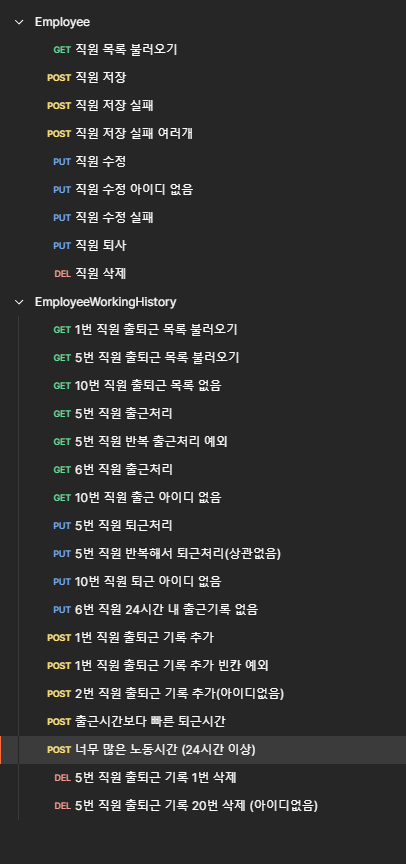 Employee
GET 직원 목록 불러오기
POST 직원 저장
POST 직원 저장 실패
POST 직원 저장 실패 여러개
PUT 직원 수정
PUT 직원 수정 아이디 없음
PUT 직원 수정 실패
PUT 직원 퇴사
DEL 직원 삭제
EmployeeWorkingHistory
GET 1번 직원 출퇴근 목록 불러오기
GET 5번 직원 출퇴근 목록 불러오기
GET 10번 직원 출퇴근 목록 없음
GET 5번 직원 출근처리
GET 5번 직원 반복 출근처리 예외
GET 6번 직원 출근처리
GET 10번 직원 출근 아이디 없음
PUT 5번 직원 퇴근처리
PUT 5번 직원 반복해서 퇴근처리(상관없음)
PUT 10번 직원 퇴근 아이디 없음
PUT 6번 직원 24시간 내 출근기록 없음
POST 1번 직원 출퇴근 기록 추가
POST 1번 직원 출퇴근 기록 추가 빈칸 예외
POST 2번 직원 출퇴근 기록 추가(아이디없음)
POST 출근시간보다 빠른 퇴근시간
POST 너무 많은 노동시간 (24시간 이상)
DEL 5번 직원 출퇴근 기록 1번 삭제
DEL 5번 직원 출퇴근 기록 20번 삭제 (아이디없음)